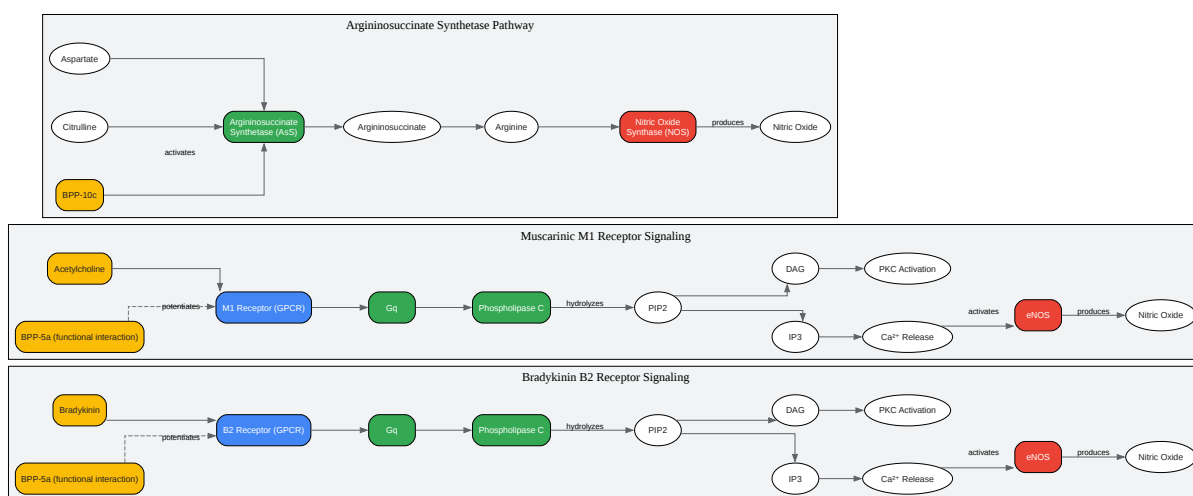 Argininosuccinate Synthetase Pathway
Aspartate
Citrulline
activates
BPP-10c
Argininosuccinate
Synthetase (AsS)
Argininosuccinate
Arginine
Nitric Oxide
Synthase (NOS)
produces
Nitric Oxide
Muscarinic M1 Receptor Signaling
Acetylcholine
potentiates
BPP-5a (functional interaction)
M1 Receptor (GPCR)
Gq
Phospholipase C
hydrolyzes
PIP2
DAG
PKC Activation
IP3
Ca²⁺ Release
activates
eNOS
produces
Nitric Oxide
Bradykinin B2 Receptor Signaling
Bradykinin
potentiates
BPP-5a (functional interaction)
B2 Receptor (GPCR)
Gq
Phospholipase C
hydrolyzes
PIP2
DAG
PKC Activation
IP3
Ca²⁺ Release
activates
eNOS
produces
Nitric Oxide